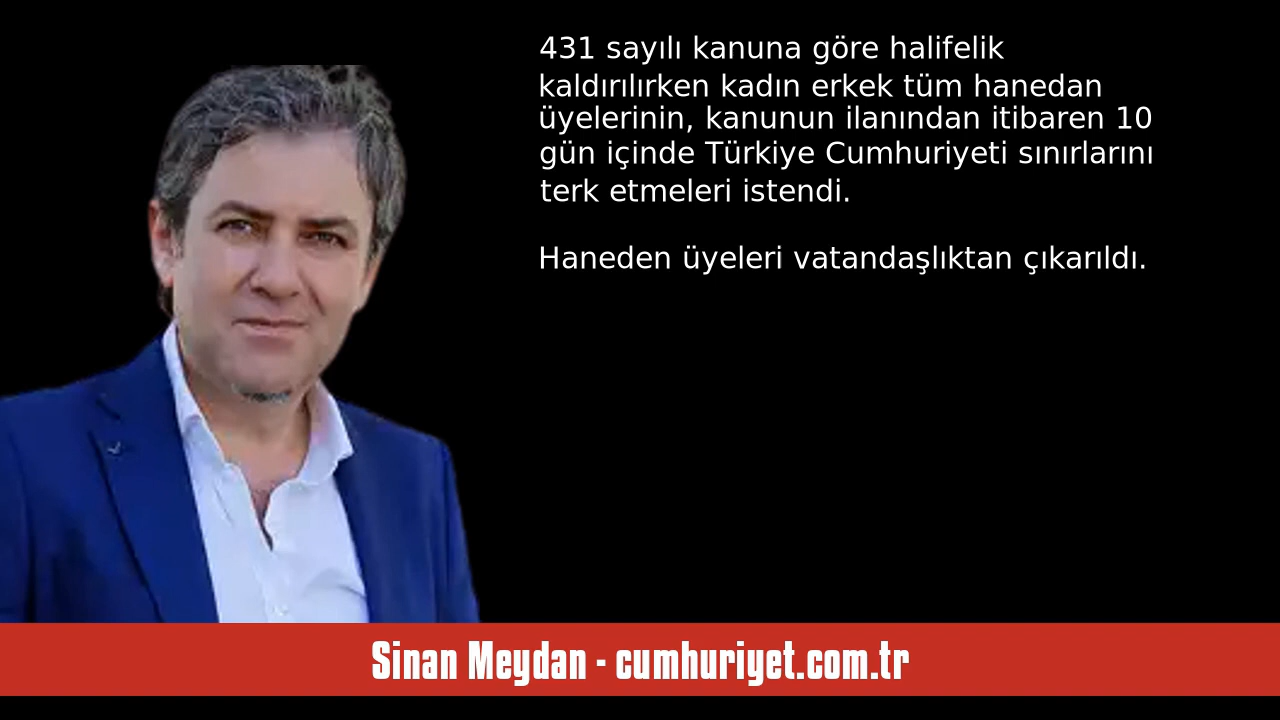 431 sayılı kanuna göre halifelik
kaldırılırken kadın erkek tüm hanedan
üyelerinin, kanunun ilanından itibaren 10
gün içinde Türkiye Cumhuriyeti sınırlarını
terk etmeleri istendi.
Haneden üyeleri vatandaşlıktan çıkarıldı.
Sinan Meydan - cumhuriyet.com.tr